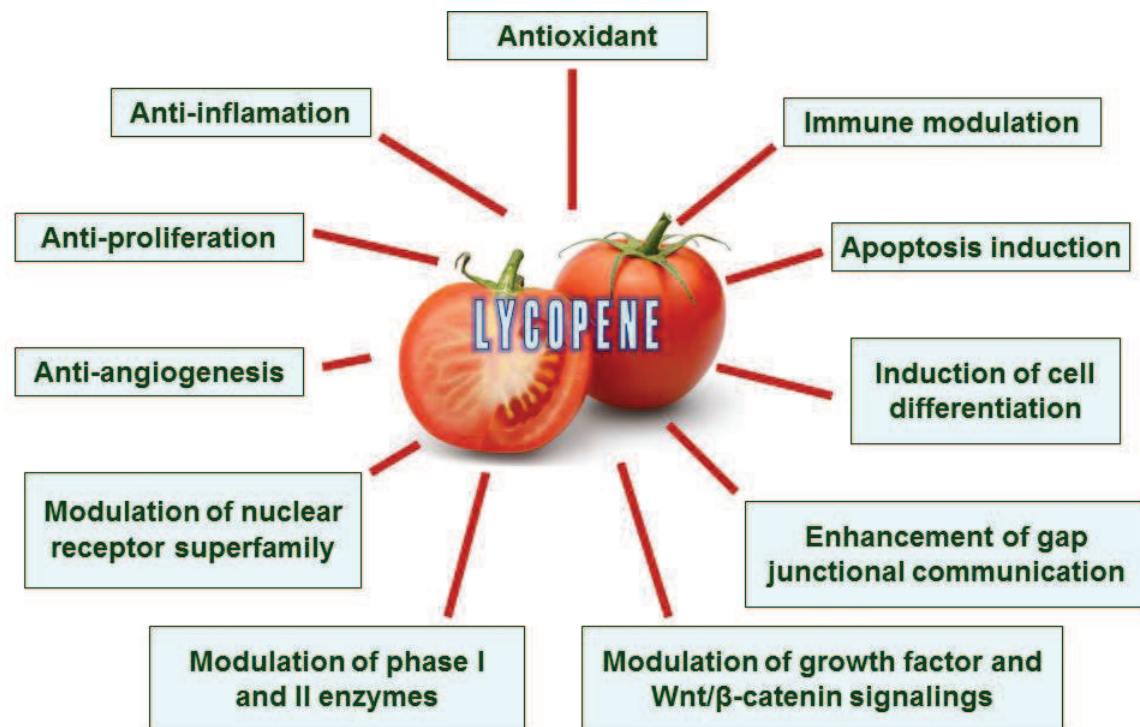 Antioxidant
Anti-inflamation
Immune modulation
Anti-proliferation
Apoptosis induction
LYCOPENE
Anti-angiogenesis
Induction of cell
differentiation
Modulation of nuclear
receptor superfamily
Enhancement of gap
junctional communication
Modulation of phase I
and II enzymes
Modulation of growth factor and
Wnt/β-catenin signalings